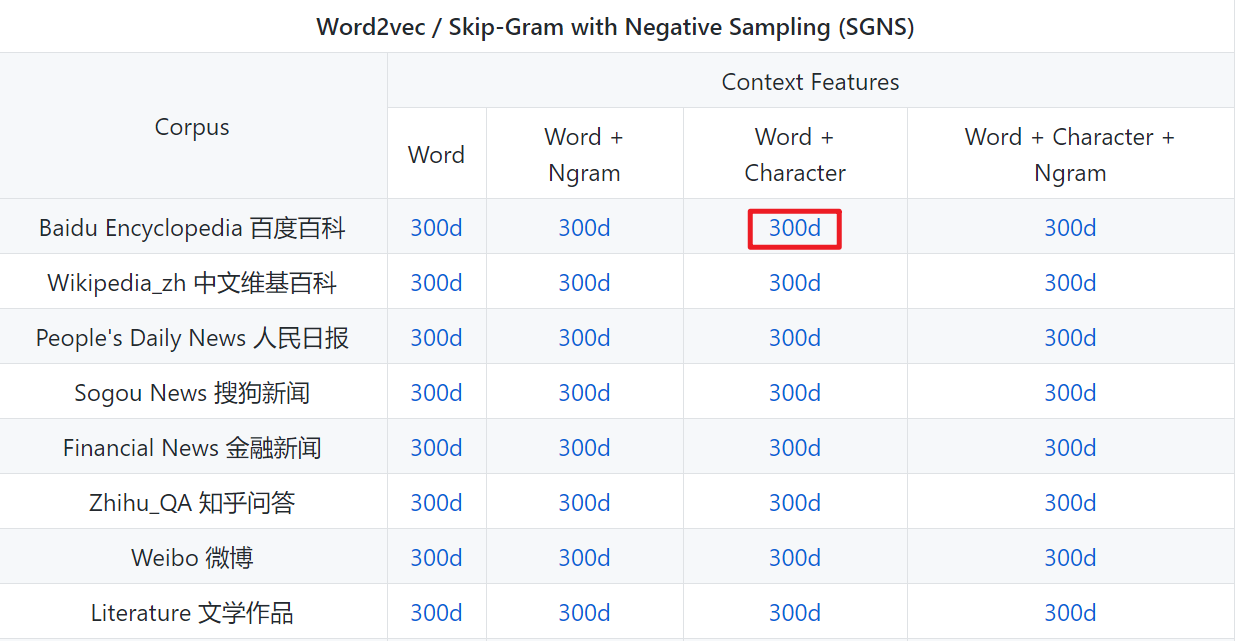 Word2vec / Skip-Gram with Negative Sampling (SGNS)
Corpus
Context Features
Word
Word +
Ngram
Word +
Character
Word + Character +
Ngram
Baidu Encyclopedia 百度百科 300d 300d 300d 300d
Wikipedia_zh 中文维基百科 300d 300d 300d 300d
People's Daily News 人民日报 300d 300d 300d 300d
Sogou News 搜狗新闻 300d 300d 300d 300d
Financial News 金融新闻 300d 300d 300d 300d
Zhihu_QA 知乎问答 300d 300d 300d 300d
Weibo 微博 300d 300d 300d 300d
Literature 文学作品 300d 300d 300d 300d